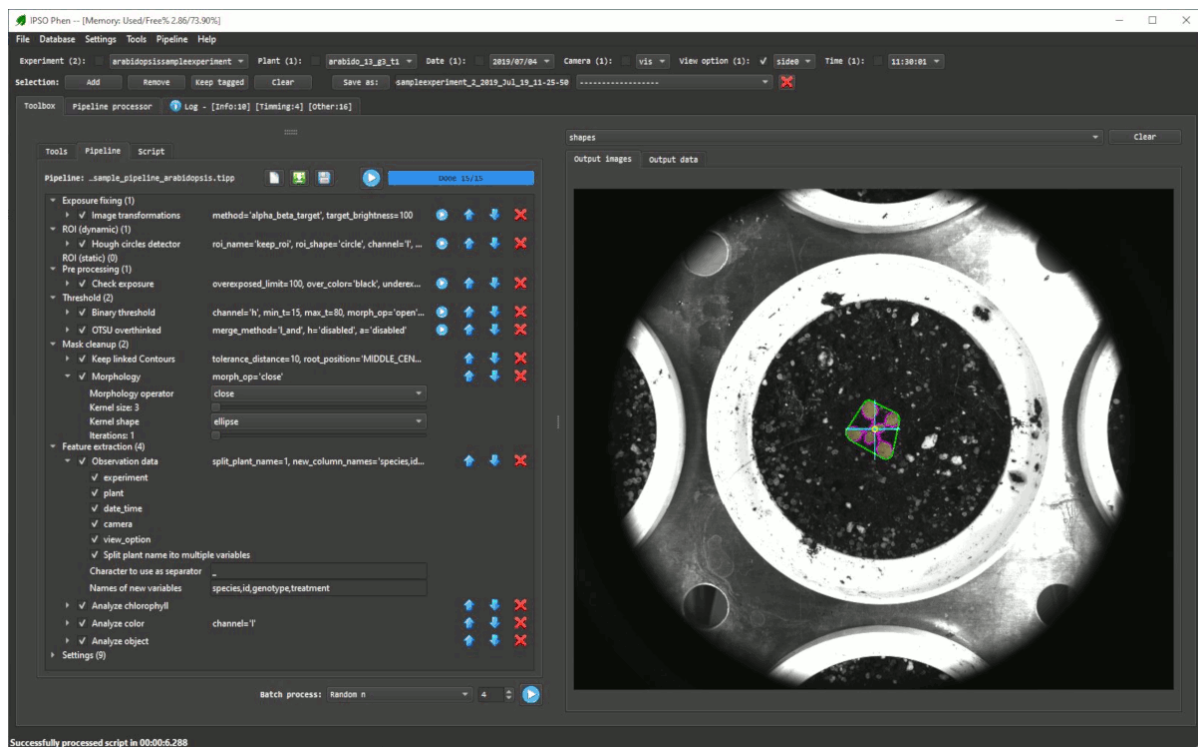 IPSO Phen -- [Memory: Used/Free% 2.86/73.90%]
File Database Settings Tools Pipeline Help
Experiment (2): arabidopsissampleexperiment Plant (1): arabido_13_g3_t1 Date (1): 2019/07/04 Camera (1): vis View option (1): side0 Time (1): 11:30:01
Selection: Add Remove Keep tagged Clear Save as: sampleexperiment_2_2019_Jul_19_11-25-50 ------------------
Toolbox Pipeline processor Log - [Info:10] [Timming:4] [Other:16]
shapes Clear
Tools Pipeline Script
Output images Output data
Pipeline: …sample_pipeline_arabidopsis.tipp Done 15/15
Exposure fixing (1)
Image transformations method='alpha_beta_target', target_brightness=100
ROI (dynamic) (1)
Hough circles detector roi_name='keep_roi', roi_shape='circle', channel='l', ...
ROI (static) (0)
Pre processing (1)
Check exposure overexposed_limit=100, over_color='black', underex...
Threshold (2)
Binary threshold channel='h', min_t=15, max_t=80, morph_op='open'...
OTSU overthinked merge_method='l_and', h='disabled', a='disabled'
Mask cleanup (2)
Keep linked Contours tolerance_distance=10, root_position='MIDDLE_CEN...
Morphology morph_op='close'
Morphology operator close
Kernel size: 3
Kernel shape ellipse
Iterations: 1
Feature extraction (4)
Observation data split_plant_name=1, new_column_names='species,id...
experiment
plant
date_time
camera
view_option
Split plant name ito multiple variables
Character to use as separator _
Names of new variables species,id,genotype,treatment
Analyze chlorophyll
Analyze color channel='l'
Analyze object
Settings (9)
Batch process: Random n 4
Successfully processed script in 00:00:6.288